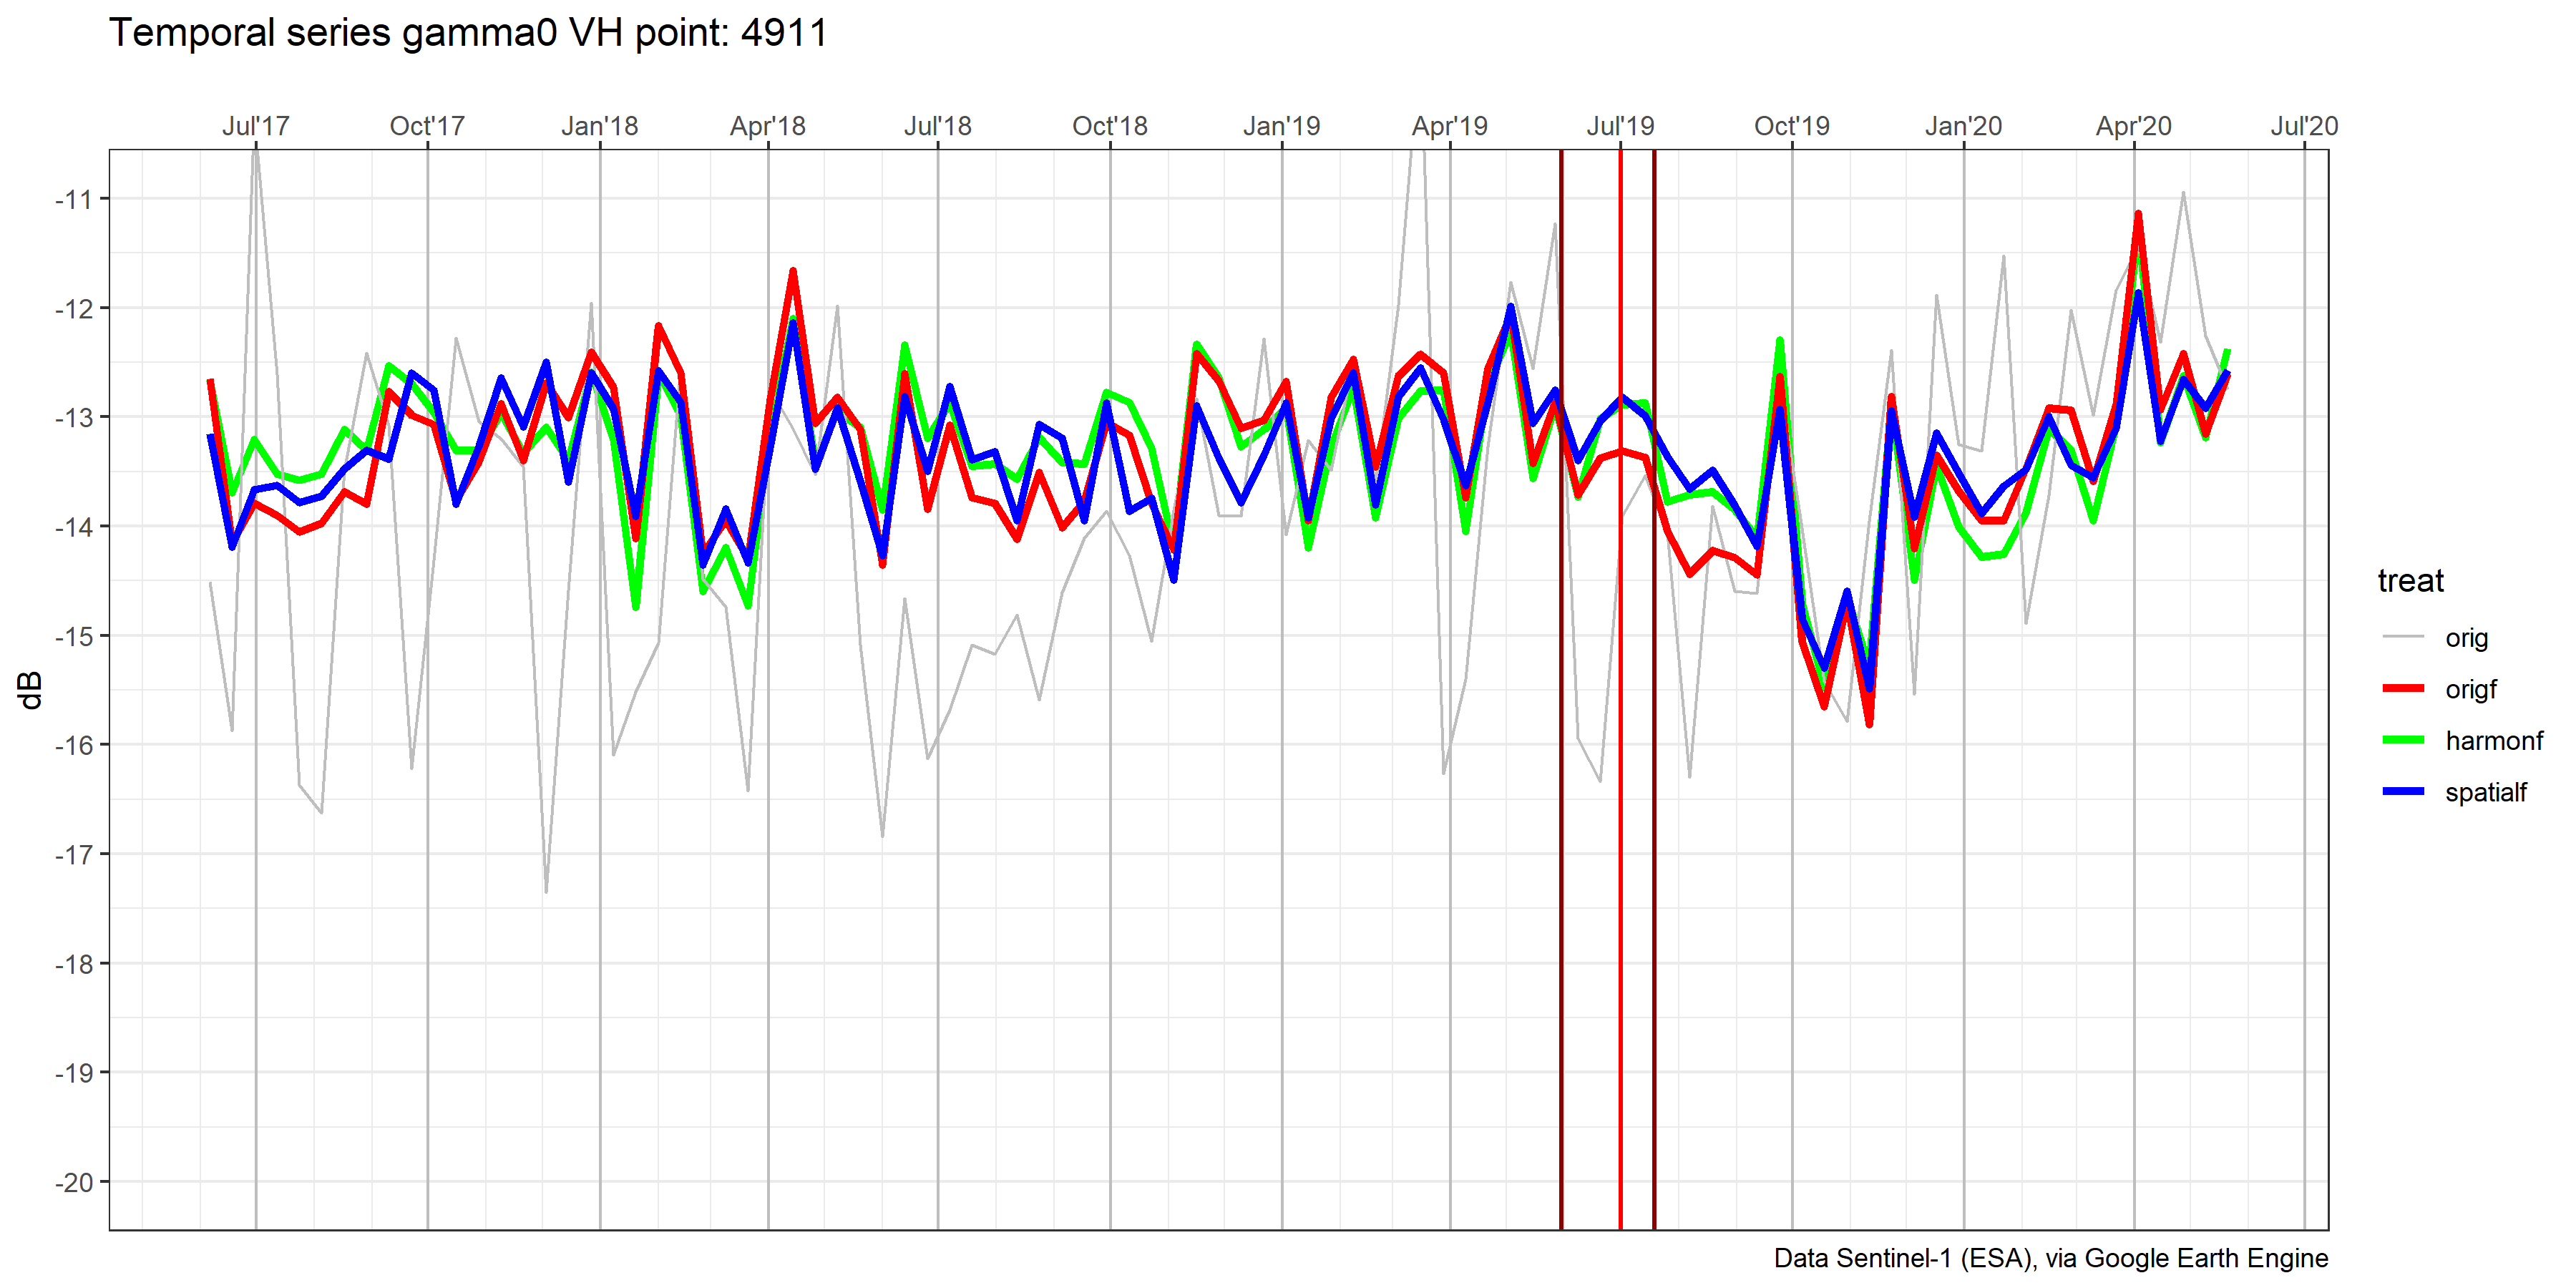 Temporal series gamma0 VH point: 4911
Jul'17 Oct'17 Jan'18 Apr'18 Jul'18 Oct'18 Jan'19 Apr'19 Jul'19 Oct'19 Jan'20 Apr'20 Jul'20
-11
-12
-13
-14
-15
-16
-17
-18
-19
-20
dB
treat
orig
origf
harmonf
spatialf
Data Sentinel-1 (ESA), via Google Earth Engine